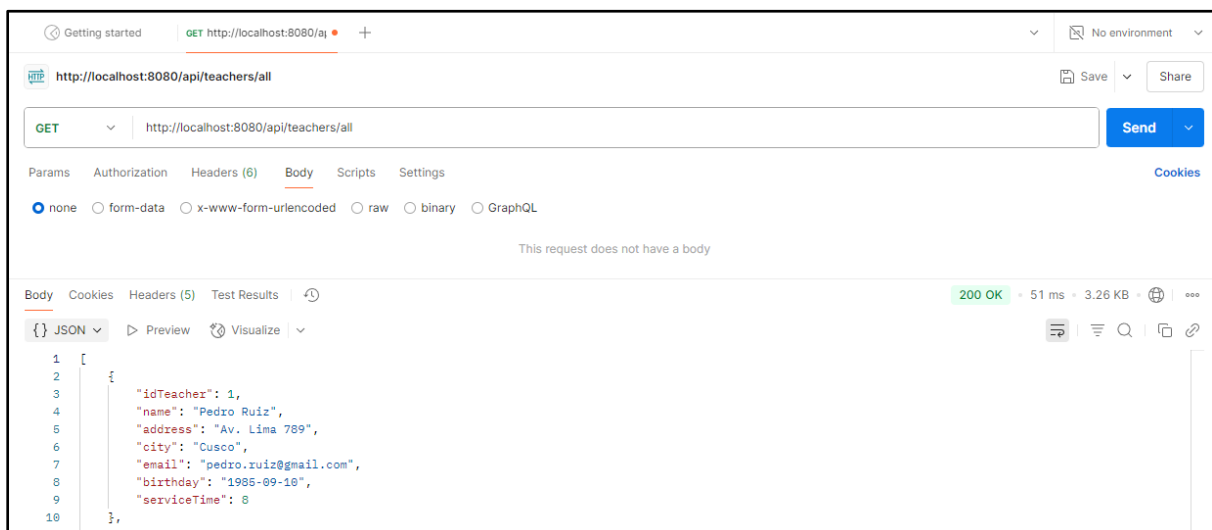 Getting started GET http://localhost:8080/a No environment
HTTP http://localhost:8080/api/teachers/all Save Share
GET http://localhost:8080/api/teachers/all Send
Params Authorization Headers (6) Body Scripts Settings Cookies
none form-data x-www-form-urlencoded raw binary GraphQL
This request does not have a body
Body Cookies Headers (5) Test Results 200 OK 51 ms 3.26 KB
{} JSON Preview Visualize
1 [
2 {
3 "idTeacher": 1,
4 "name": "Pedro Ruiz",
5 "address": "Av. Lima 789",
6 "city": "Cusco",
7 "email": "pedro.ruiz@gmail.com",
8 "birthday": "1985-09-10",
9 "serviceTime": 8
10 },